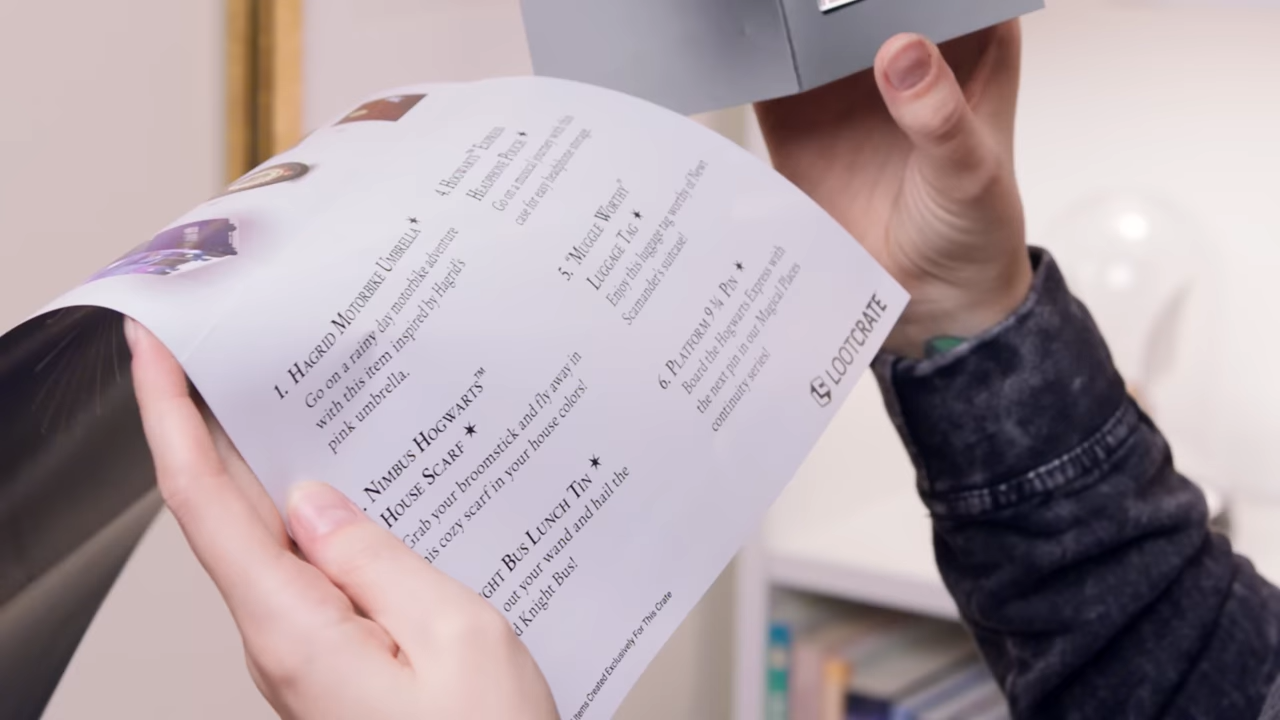 1. HAGRID MOTORBIKE UMBRELLA ✶
Go on a rainy day motorbike adventure
with this item inspired by Hagrid's
pink umbrella.
NIMBUS HOGWARTS™
HOUSE SCARF ✶
Grab your broomstick and fly away in
his cozy scarf in your house colors!
GHT BUS LUNCH TIN ✶
out your wand and hail the
d Knight Bus!
Items Created Exclusively For This Crate
4. HOGWARTS™ EXPRESS
HEADPHONE POUCH ✶
Go on a musical journey with this
case for easy headphone storage.
5. "MUGGLE WORTHY"
LUGGAGE TAG ✶
Enjoy this luggage tag worthy of Newt
Scamander's suitcase!
6. PLATFORM 9 ¾ PIN ✶
Board the Hogwarts Express with
the next pin in our Magical Places
continuity series!
LOOTCRATE